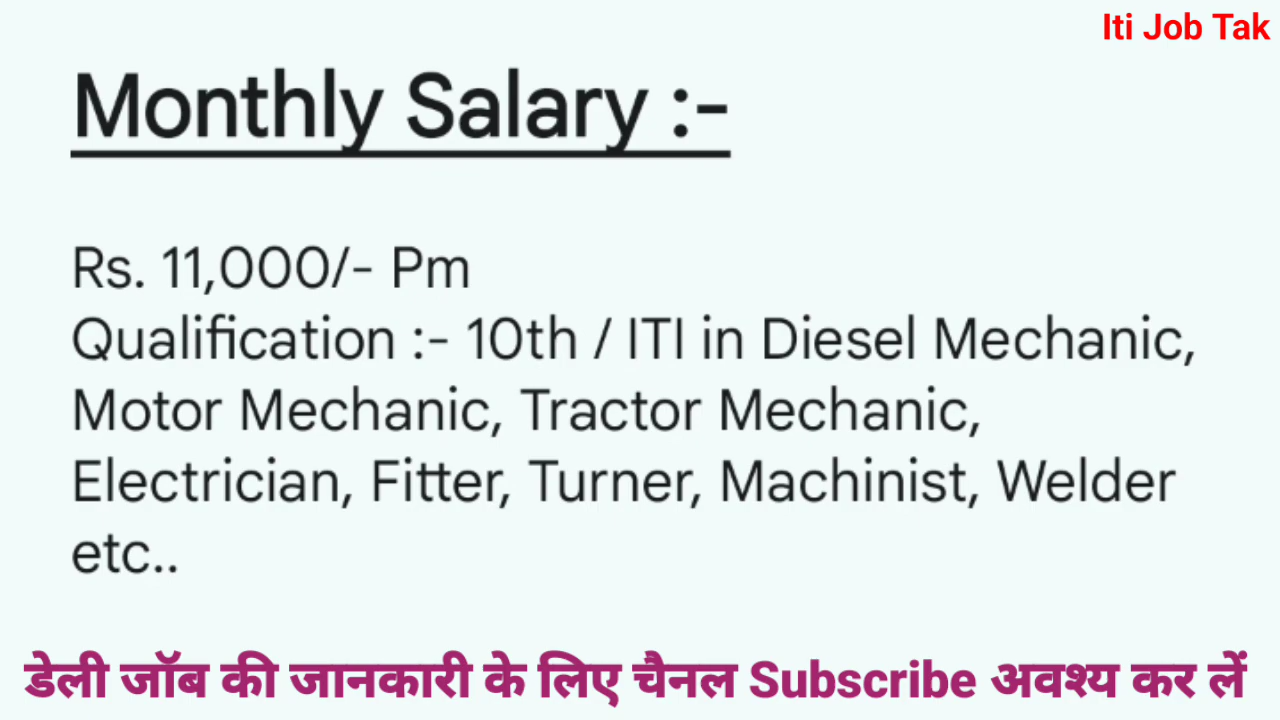 Iti Job Tak
Monthly Salary :-
Rs. 11,000/- Pm
Qualification :- 10th / ITI in Diesel Mechanic,
Motor Mechanic, Tractor Mechanic,
Electrician, Fitter, Turner, Machinist, Welder
etc..
डेली जॉब की जानकारी के लिए चैनल Subscribe अवश्य कर लें